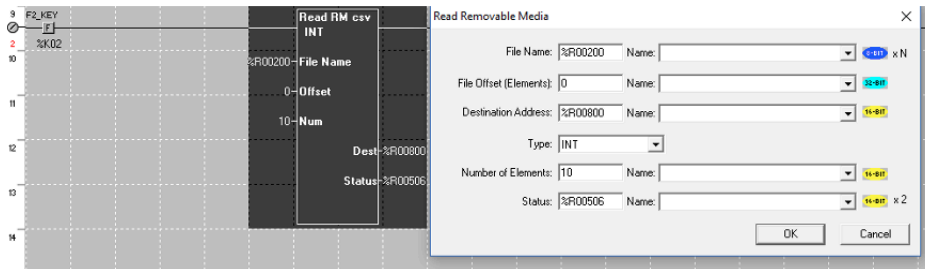 9 F2_KEY
F
2 %K02
10
11
12
13
14
Read RM csv
INT
%R00200 File Name
0 Offset
10 Num
Dest %R00800
Status %R00506
Read Removable Media
File Name: %R00200 Name: 8-BIT x N
File Offset (Elements): 0 Name: 32-BIT
Destination Address: %R00800 Name: 16-BIT
Type: INT
Number of Elements: 10 Name: 16-BIT
Status: %R00506 Name: 16-BIT x 2
OK Cancel